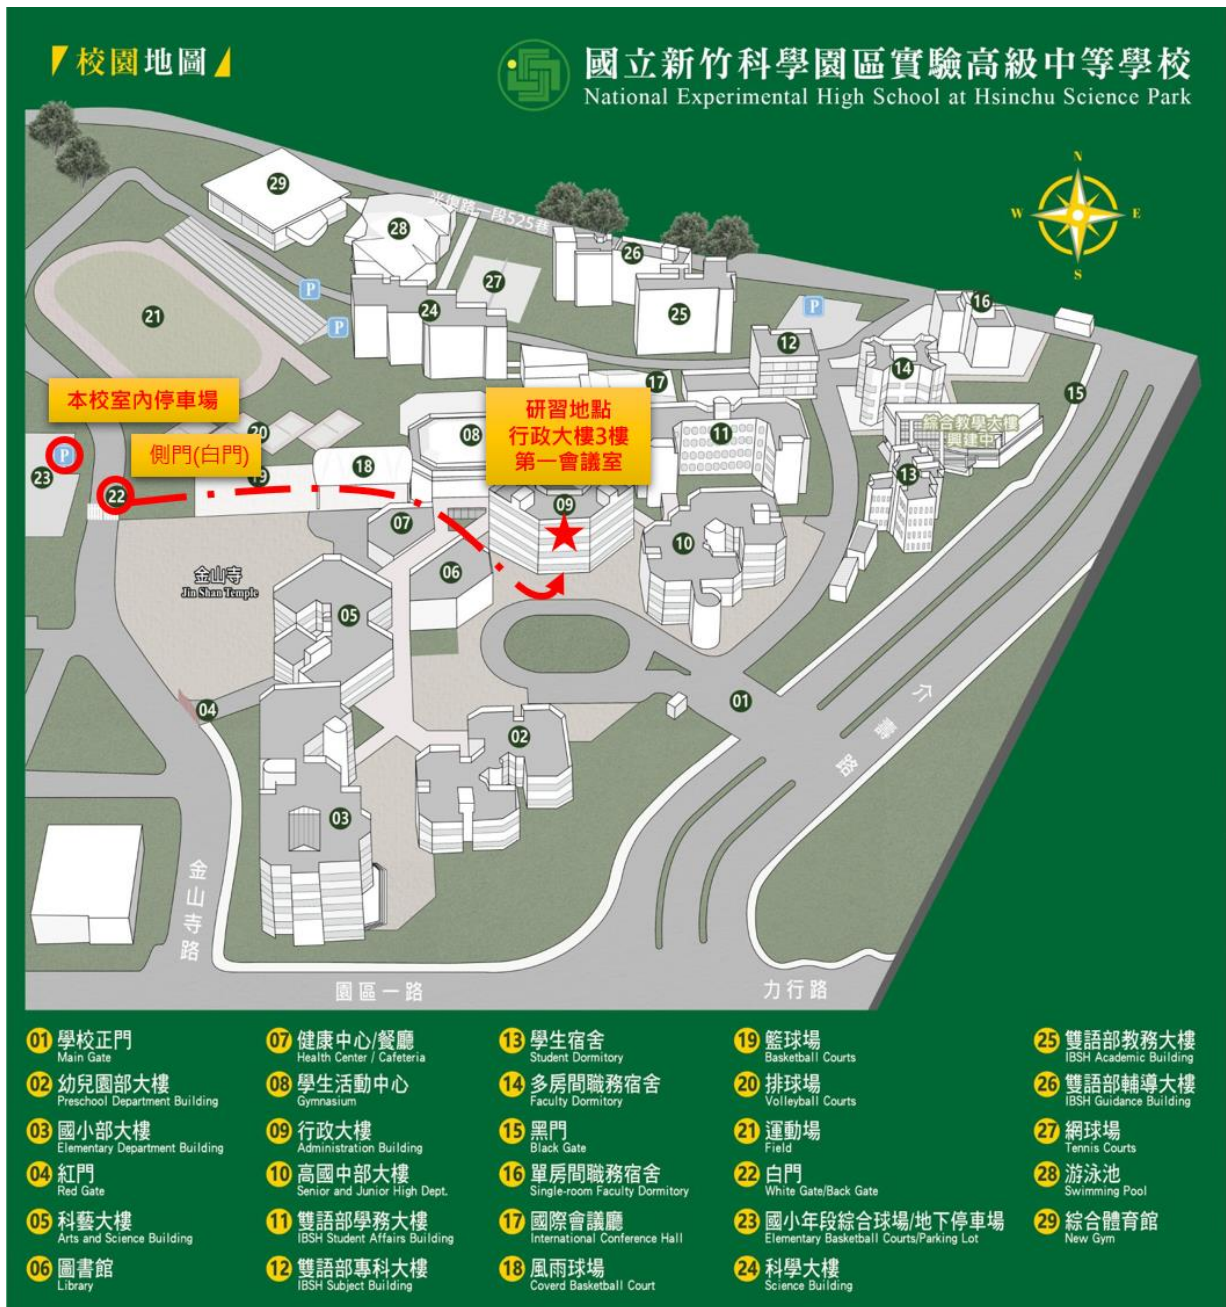 校園地圖
國立新竹科學園區實驗高級中等學校
National Experimental High School at Hsinchu Science Park
N
W
E
S
光復路一段525巷
29
28
26
27
25
16
P
P
P
24
21
12
14
15
17
本校室內停車場
研習地點
行政大樓3樓
第一會議室
綜合教學大樓
興建中
20
側門(白門)
08
11
P
23
19
18
13
22
09
07
10
06
金山寺
Jin Shan Temple
05
04
01
02
介壽路
03
金山寺路
園區一路
力行路
01 學校正門
Main Gate
02 幼兒園部大樓
Preschool Department Building
03 國小部大樓
Elementary Department Building
04 紅門
Red Gate
05 科藝大樓
Arts and Science Building
06 圖書館
Library
07 健康中心/餐廳
Health Center / Cafeteria
08 學生活動中心
Gymnasium
09 行政大樓
Administration Building
10 高國中部大樓
Senior and Junior High Dept.
11 雙語部學務大樓
IBSH Student Affairs Building
12 雙語部專科大樓
IBSH Subject Building
13 學生宿舍
Student Dormitory
14 多房間職務宿舍
Faculty Dormitory
15 黑門
Black Gate
16 單房間職務宿舍
Single-room Faculty Dormitory
17 國際會議廳
International Conference Hall
18 風雨球場
Coverd Basketball Court
19 籃球場
Basketball Courts
20 排球場
Volleyball Courts
21 運動場
Field
22 白門
White Gate/Back Gate
23 國小年段綜合球場/地下停車場
Elementary Basketball Courts/Parking Lot
24 科學大樓
Science Building
25 雙語部教務大樓
IBSH Academic Building
26 雙語部輔導大樓
IBSH Guidance Building
27 網球場
Tennis Courts
28 游泳池
Swimming Pool
29 綜合體育館
New Gym